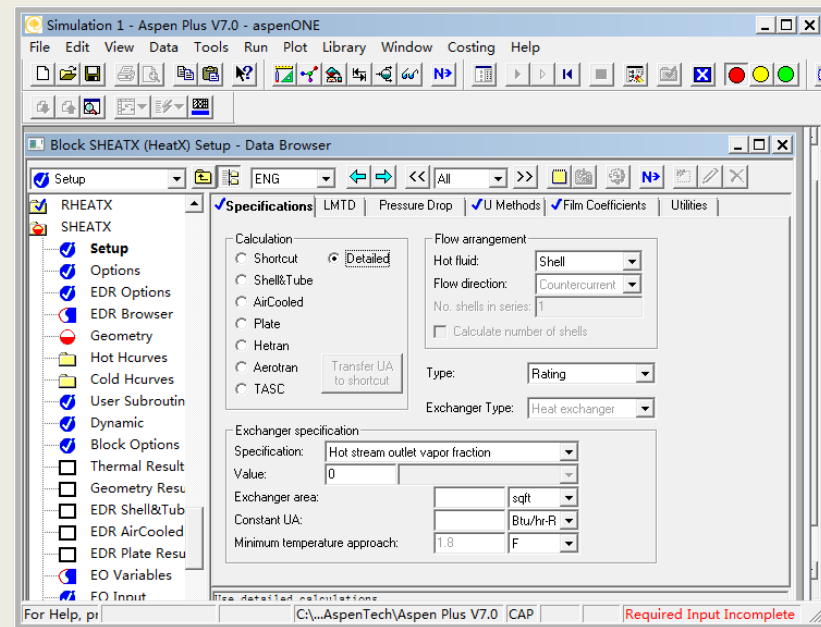 Simulation 1 - Aspen Plus V7.0 - aspenONE
File Edit View Data Tools Run Plot Library Window Costing Help
N>
Block SHEATX (HeatX) Setup - Data Browser
Setup ENG << All >> N>
RHEATX
SHEATX
Setup
Options
EDR Options
EDR Browser
Geometry
Hot Hcurves
Cold Hcurves
User Subroutin
Dynamic
Block Options
Thermal Result
Geometry Resu
EDR Shell&Tub
EDR AirCooled
EDR Plate Resu
EO Variables
EO Input
Specifications LMTD Pressure Drop U Methods Film Coefficients Utilities
Calculation
Shortcut Detailed
Shell&Tube
AirCooled
Plate
Hetran
Aerotran
TASC
Transfer UA
to shortcut
Flow arrangement
Hot fluid: Shell
Flow direction: Countercurrent
No. shells in series: 1
Calculate number of shells
Type: Rating
Exchanger Type: Heat exchanger
Exchanger specification
Specification: Hot stream outlet vapor fraction
Value: 0
Exchanger area: sqft
Constant UA: Btu/hr-R
Minimum temperature approach: 1.8 F
Use detailed calculations
For Help, pr C:\...AspenTech\Aspen Plus V7.0 CAP Required Input Incomplete